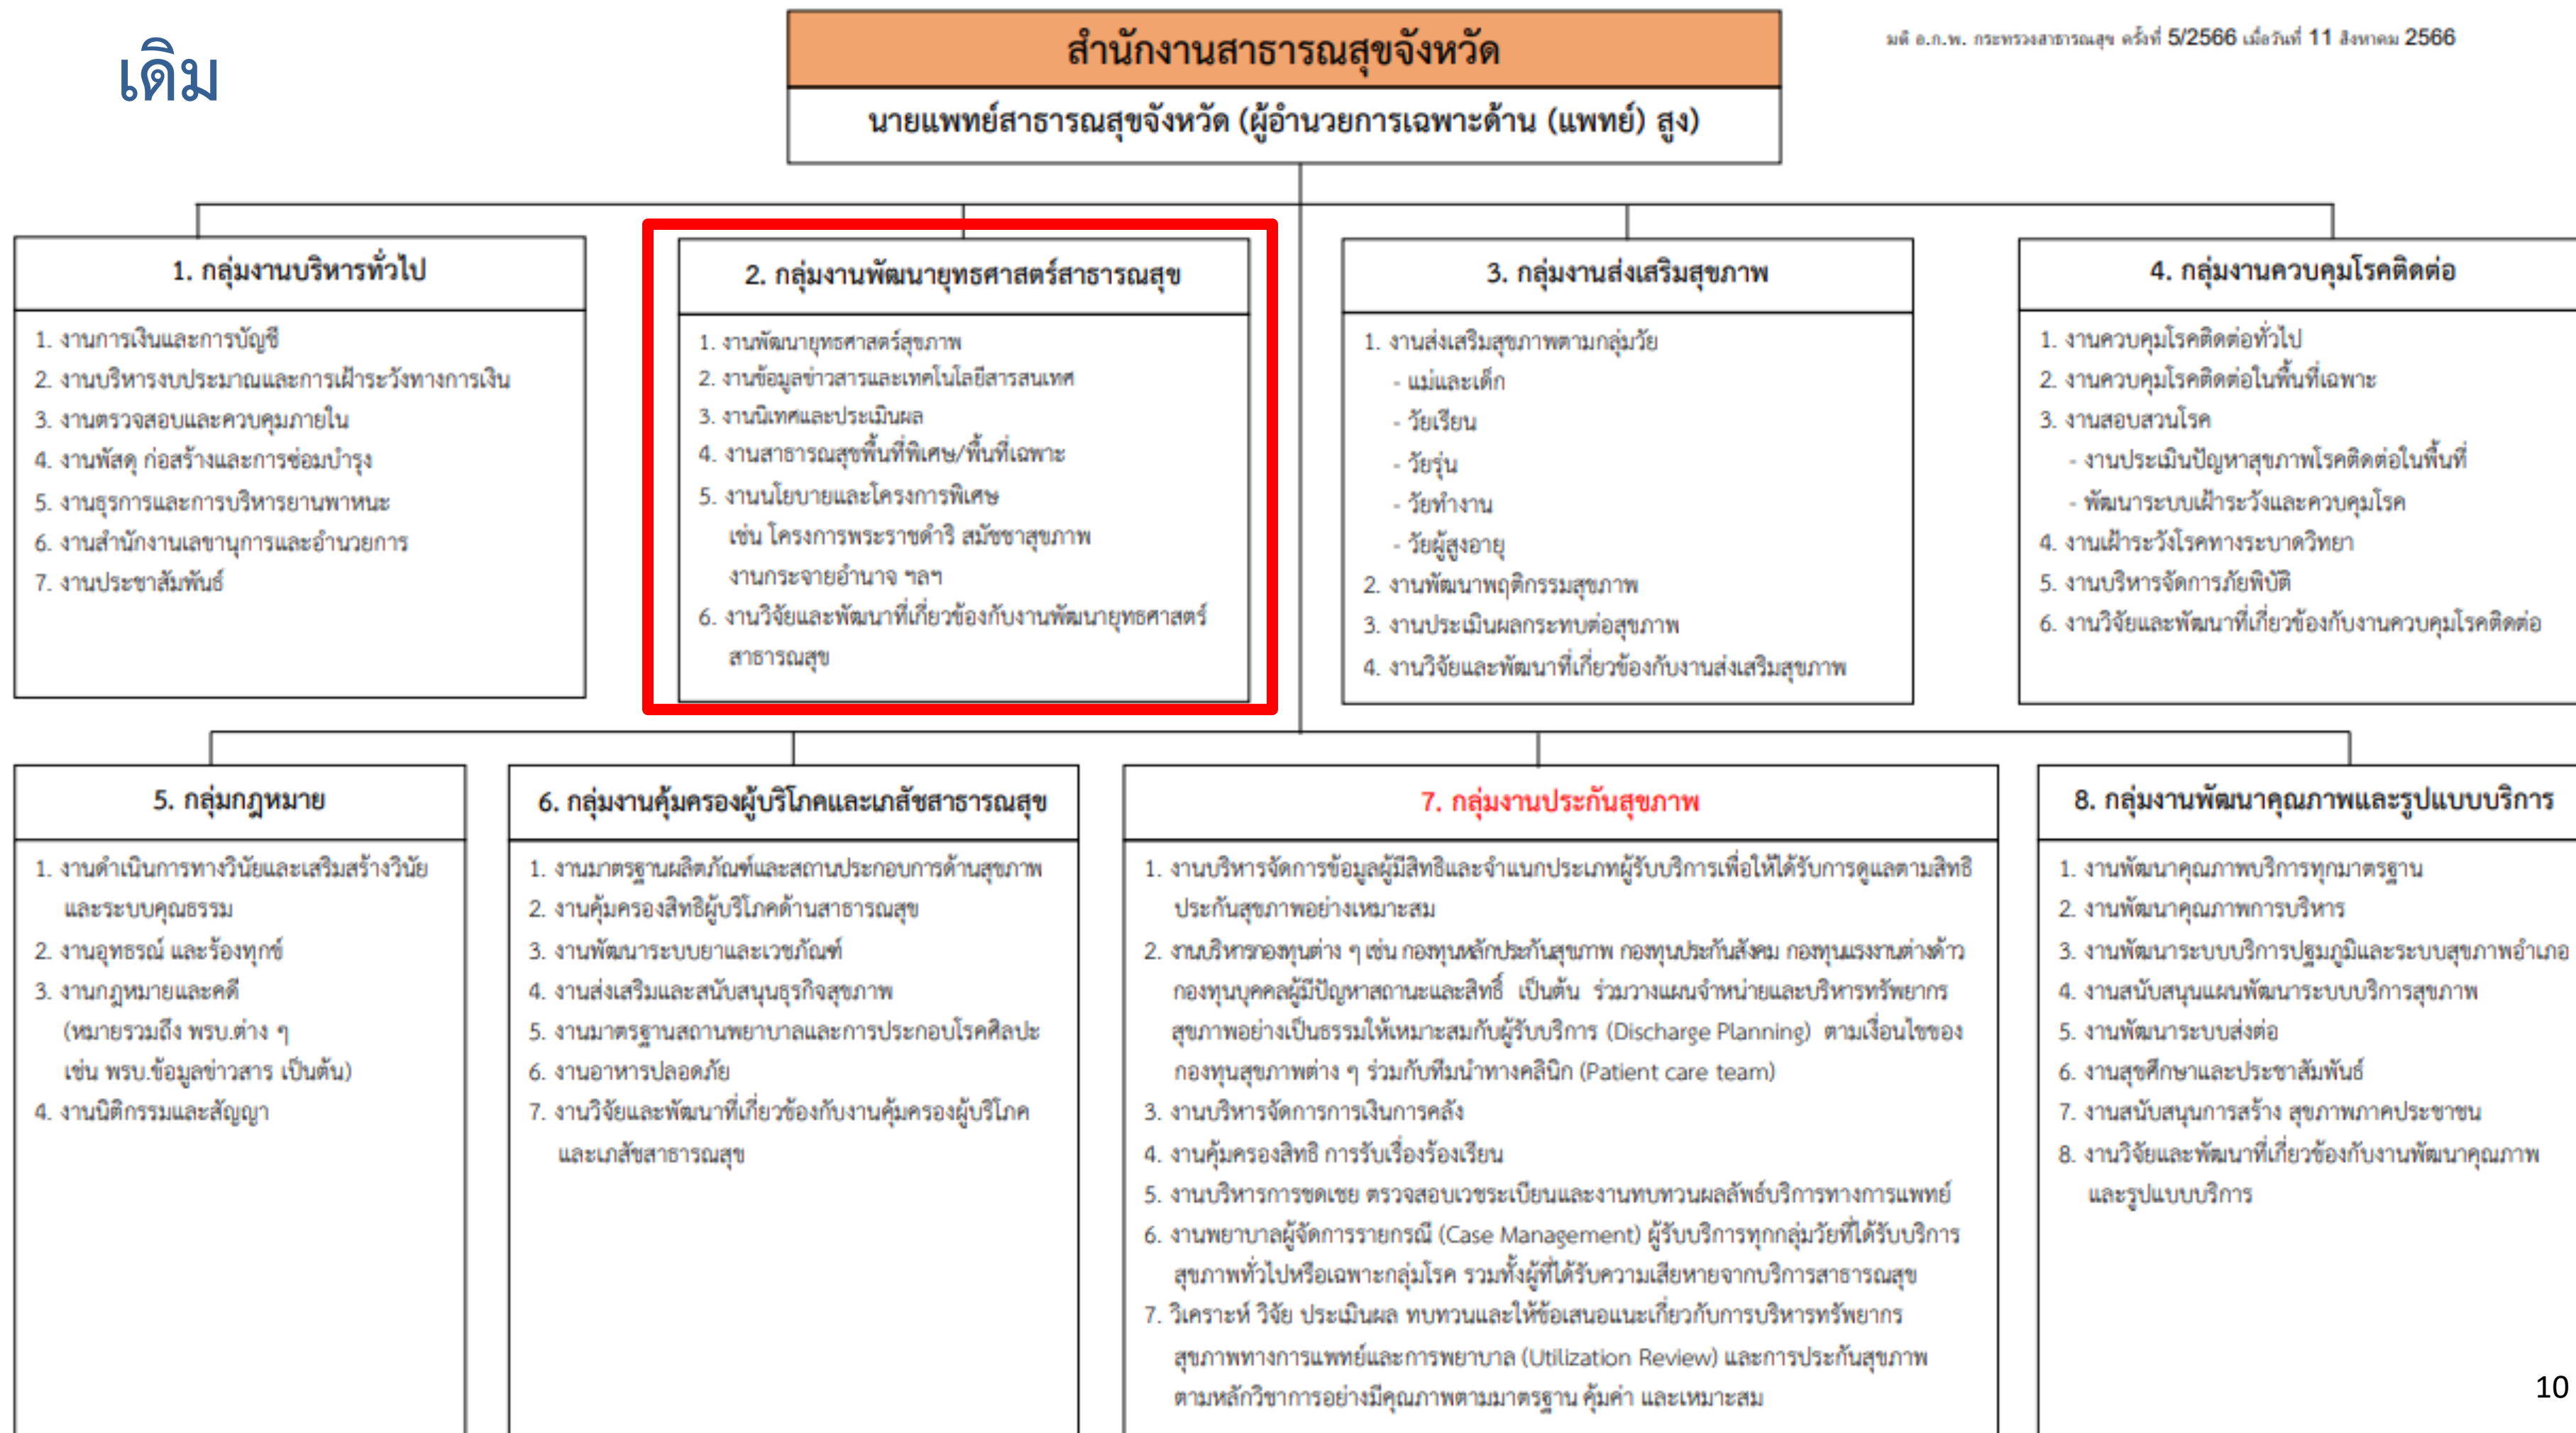 เดิม
สำนักงานสาธารณสุขจังหวัด
นายแพทย์สาธารณสุขจังหวัด (ผู้อำนวยการเฉพาะด้าน (แพทย์) สูง)
มติ อ.ก.พ. กระทรวงสาธารณสุข ครั้งที่ 5/2566 เมื่อวันที่ 11 สิงหาคม 2566
1. กลุ่มงานบริหารทั่วไป
1. งานการเงินและการบัญชี
2. งานบริหารงบประมาณและการเฝ้าระวังทางการเงิน
3. งานตรวจสอบและควบคุมภายใน
4. งานพัสดุ ก่อสร้างและการซ่อมบำรุง
5. งานธุรการและการบริหารยานพาหนะ
6. งานสำนักงานเลขานุการและอำนวยการ
7. งานประชาสัมพันธ์
2. กลุ่มงานพัฒนายุทธศาสตร์สาธารณสุข
1. งานพัฒนายุทธศาสตร์สุขภาพ
2. งานข้อมูลข่าวสารและเทคโนโลยีสารสนเทศ
3. งานนิเทศและประเมินผล
4. งานสาธารณสุขพื้นที่พิเศษ/พื้นที่เฉพาะ
5. งานนโยบายและโครงการพิเศษ
เช่น โครงการพระราชดำริ สมัชชาสุขภาพ
งานกระจายอำนาจ ฯลฯ
6. งานวิจัยและพัฒนาที่เกี่ยวข้องกับงานพัฒนายุทธศาสตร์
สาธารณสุข
3. กลุ่มงานส่งเสริมสุขภาพ
1. งานส่งเสริมสุขภาพตามกลุ่มวัย
- แม่และเด็ก
- วัยเรียน
- วัยรุ่น
- วัยทำงาน
- วัยผู้สูงอายุ
2. งานพัฒนาพฤติกรรมสุขภาพ
3. งานประเมินผลกระทบต่อสุขภาพ
4. งานวิจัยและพัฒนาที่เกี่ยวข้องกับงานส่งเสริมสุขภาพ
4. กลุ่มงานควบคุมโรคติดต่อ
1. งานควบคุมโรคติดต่อทั่วไป
2. งานควบคุมโรคติดต่อในพื้นที่เฉพาะ
3. งานสอบสวนโรค
- งานประเมินปัญหาสุขภาพโรคติดต่อในพื้นที่
- พัฒนาระบบเฝ้าระวังและควบคุมโรค
4. งานเฝ้าระวังโรคทางระบาดวิทยา
5. งานบริหารจัดการภัยพิบัติ
6. งานวิจัยและพัฒนาที่เกี่ยวข้องกับงานควบคุมโรคติดต่อ
5. กลุ่มกฎหมาย
1. งานดำเนินการทางวินัยและเสริมสร้างวินัย
และระบบคุณธรรม
2. งานอุทธรณ์ และร้องทุกข์
3. งานกฎหมายและคดี
(หมายรวมถึง พรบ.ต่าง ๆ
เช่น พรบ.ข้อมูลข่าวสาร เป็นต้น)
4. งานนิติกรรมและสัญญา
6. กลุ่มงานคุ้มครองผู้บริโภคและเภสัชสาธารณสุข
1. งานมาตรฐานผลิตภัณฑ์และสถานประกอบการด้านสุขภาพ
2. งานคุ้มครองสิทธิผู้บริโภคด้านสาธารณสุข
3. งานพัฒนาระบบยาและเวชภัณฑ์
4. งานส่งเสริมและสนับสนุนธุรกิจสุขภาพ
5. งานมาตรฐานสถานพยาบาลและการประกอบโรคศิลปะ
6. งานอาหารปลอดภัย
7. งานวิจัยและพัฒนาที่เกี่ยวข้องกับงานคุ้มครองผู้บริโภค
และเภสัชสาธารณสุข
7. กลุ่มงานประกันสุขภาพ
1. งานบริหารจัดการข้อมูลผู้มีสิทธิและจำแนกประเภทผู้รับบริการเพื่อให้ได้รับการดูแลตามสิทธิ
ประกันสุขภาพอย่างเหมาะสม
2. งานบริหารกองทุนต่าง ๆ เช่น กองทุนหลักประกันสุขภาพ กองทุนประกันสังคม กองทุนแรงงานต่างด้าว
กองทุนบุคคลผู้มีปัญหาสถานะและสิทธิ์ เป็นต้น ร่วมวางแผนจำหน่ายและบริหารทรัพยากร
สุขภาพอย่างเป็นธรรมให้เหมาะสมกับผู้รับบริการ (Discharge Planning) ตามเงื่อนไขของ
กองทุนสุขภาพต่าง ๆ ร่วมกับทีมนำทางคลินิก (Patient care team)
3. งานบริหารจัดการการเงินการคลัง
4. งานคุ้มครองสิทธิ การรับเรื่องร้องเรียน
5. งานบริหารการชดเชย ตรวจสอบเวชระเบียนและงานทบทวนผลลัพธ์บริการทางการแพทย์
6. งานพยาบาลผู้จัดการรายกรณี (Case Management) ผู้รับบริการทุกกลุ่มวัยที่ได้รับบริการ
สุขภาพทั่วไปหรือเฉพาะกลุ่มโรค รวมทั้งผู้ที่ได้รับความเสียหายจากบริการสาธารณสุข
7. วิเคราะห์ วิจัย ประเมินผล ทบทวนและให้ข้อเสนอแนะเกี่ยวกับการบริหารทรัพยากร
สุขภาพทางการแพทย์และการพยาบาล (Utilization Review) และการประกันสุขภาพ
ตามหลักวิชาการอย่างมีคุณภาพตามมาตรฐาน คุ้มค่า และเหมาะสม
8. กลุ่มงานพัฒนาคุณภาพและรูปแบบบริการ
1. งานพัฒนาคุณภาพบริการทุกมาตรฐาน
2. งานพัฒนาคุณภาพการบริหาร
3. งานพัฒนาระบบบริการปฐมภูมิและระบบสุขภาพอำเภอ
4. งานสนับสนุนแผนพัฒนาระบบบริการสุขภาพ
5. งานพัฒนาระบบส่งต่อ
6. งานสุขศึกษาและประชาสัมพันธ์
7. งานสนับสนุนการสร้าง สุขภาพภาคประชาชน
8. งานวิจัยและพัฒนาที่เกี่ยวข้องกับงานพัฒนาคุณภาพ
และรูปแบบบริการ
10